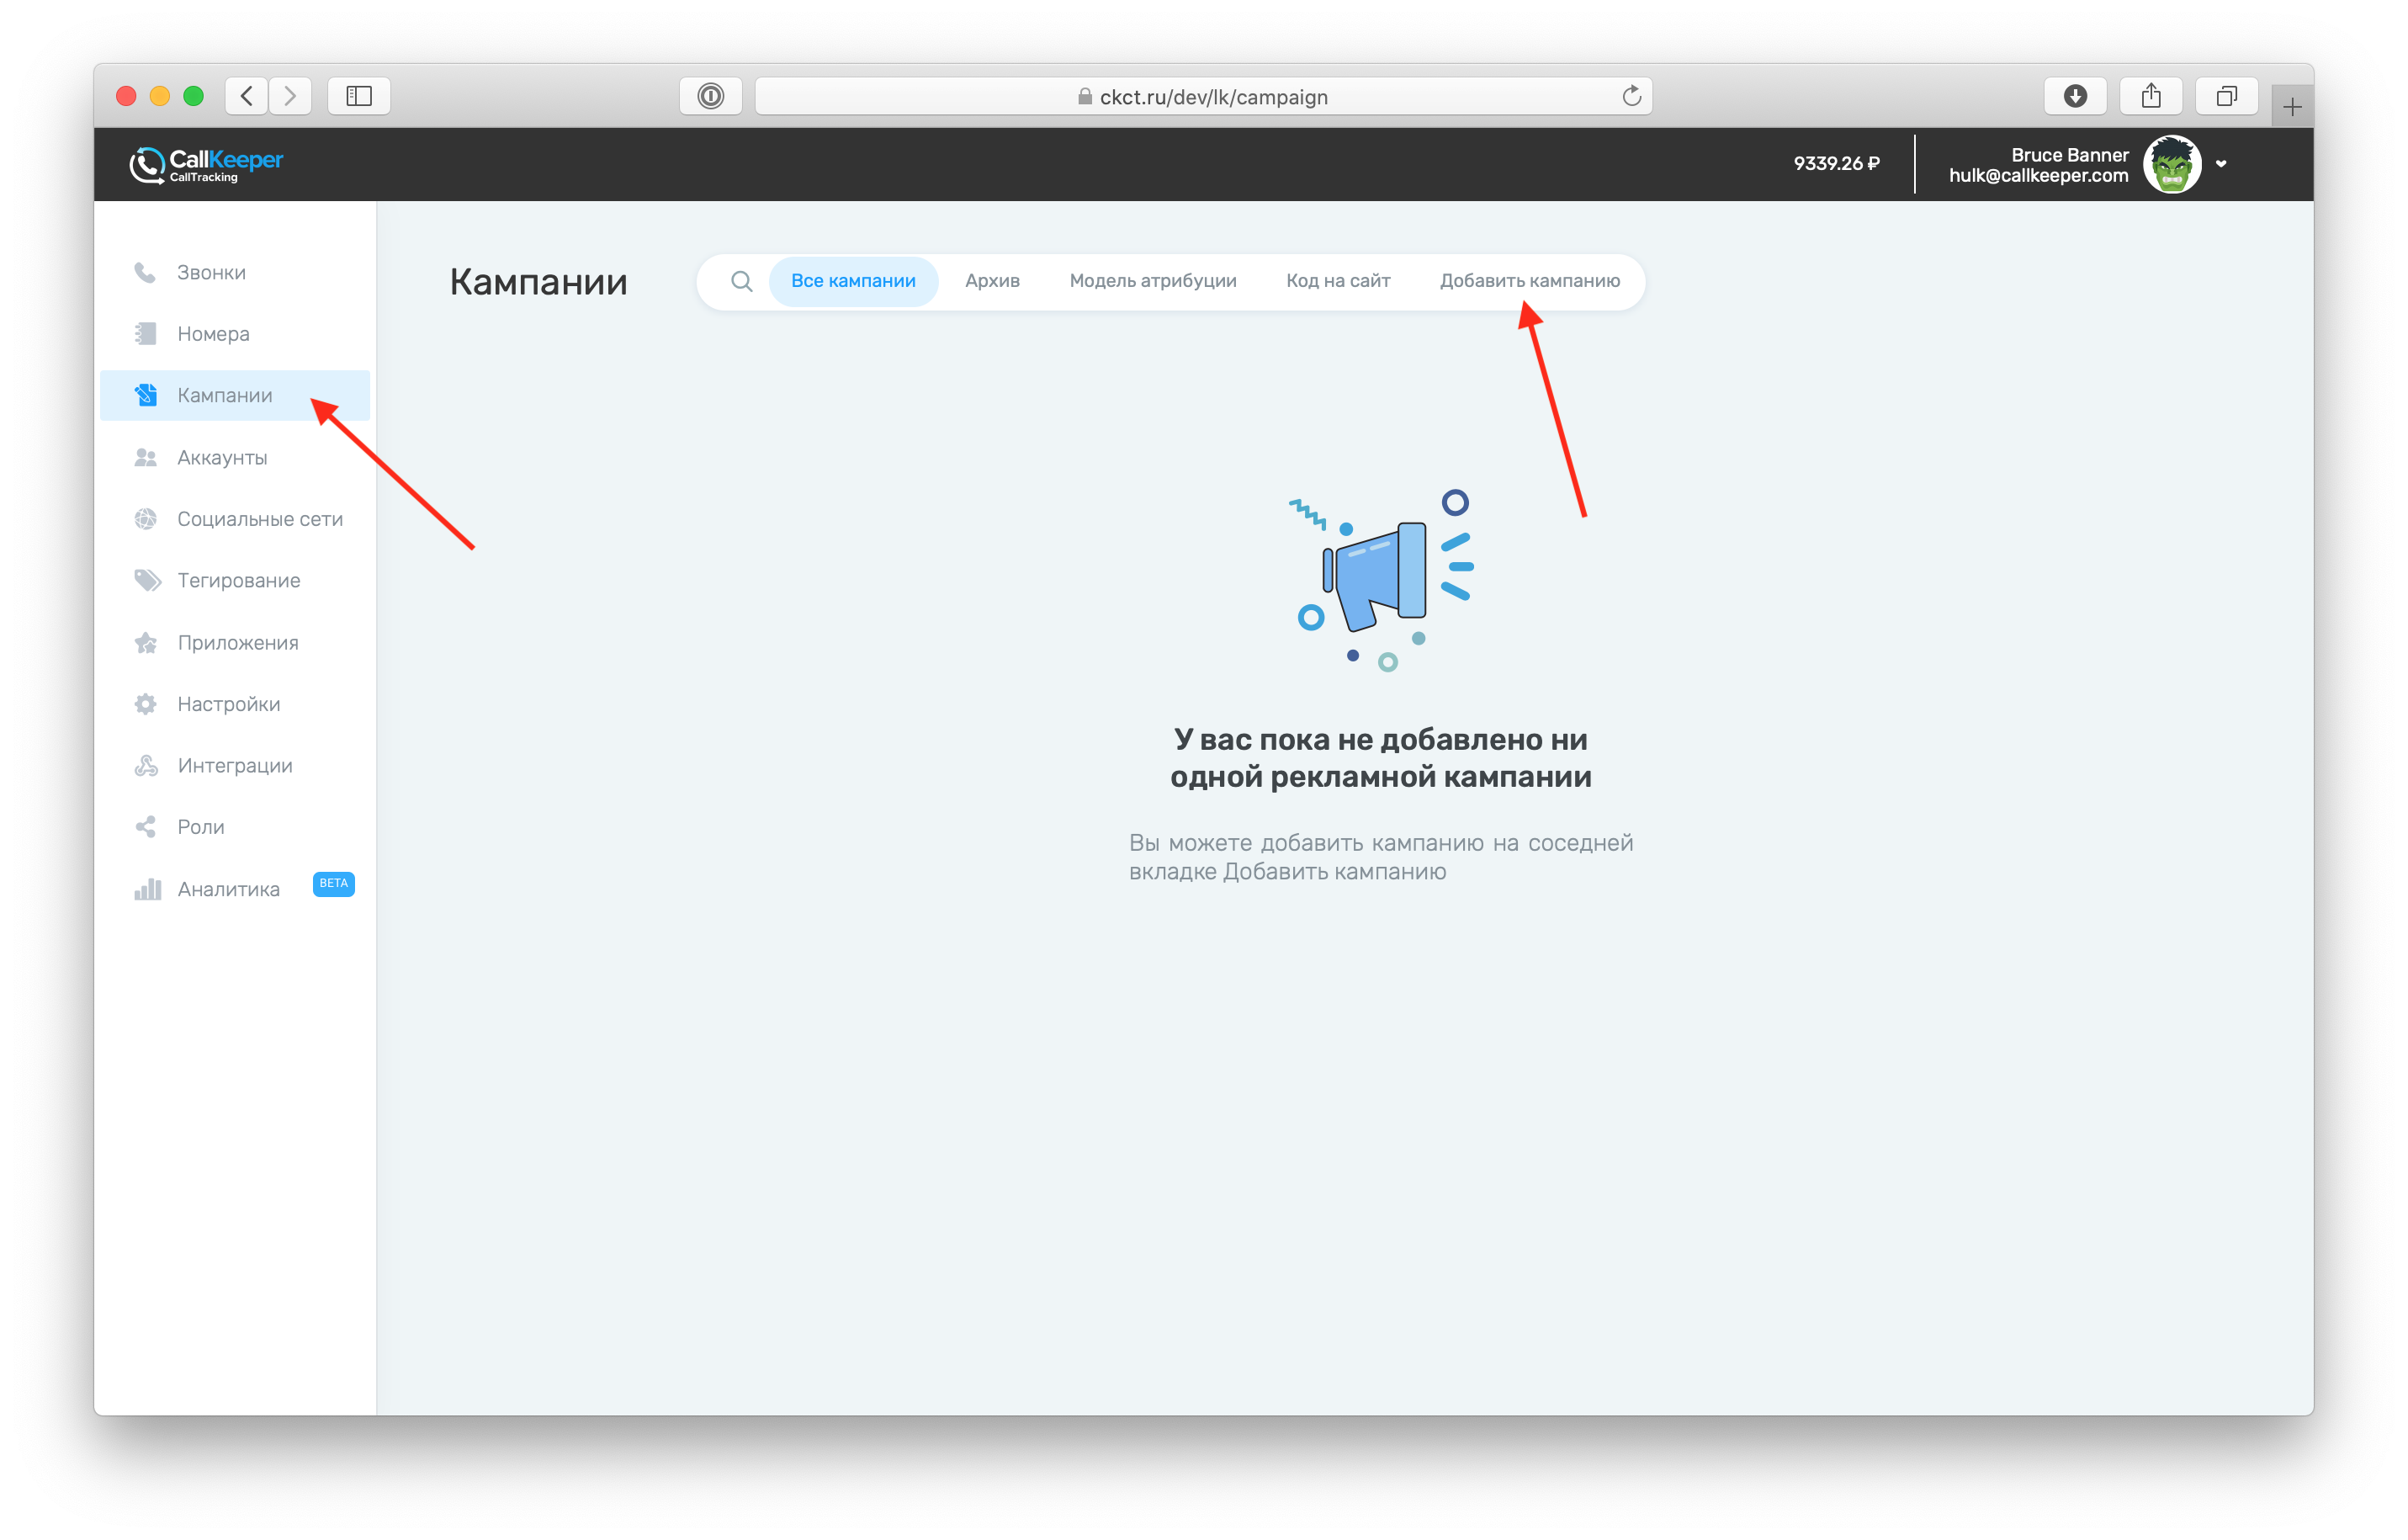 ckct.ru/dev/lk/campaign
CallKeeper
CallTracking
9339.26 ₽
Bruce Banner
hulk@callkeeper.com
Звонки
Номера
Кампании
Аккаунты
Социальные сети
Тегирование
Приложения
Настройки
Интеграции
Роли
Аналитика BETA
Кампании
Все кампании Архив Модель атрибуции Код на сайт Добавить кампанию
У вас пока не добавлено ни
одной рекламной кампании
Вы можете добавить кампанию на соседней
вкладке Добавить кампанию